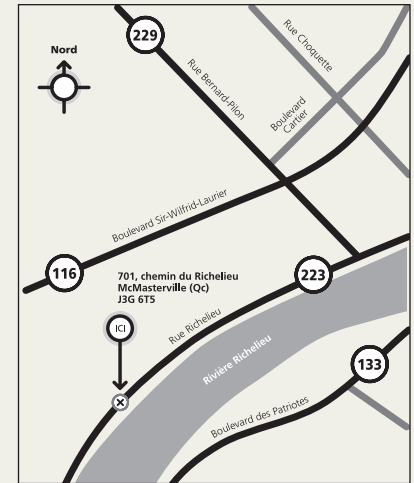 229
Nord
Rue Choquette
Rue Bernard-Pilon
Boulevard
Cartier
Boulevard Sir-Wilfrid-Laurier
116
701, chemin du Richelieu
McMasterville (Qc)
J3G 6T5
223
ICI
Rue Richelieu
Rivière Richelieu
133
Boulevard des Patriotes